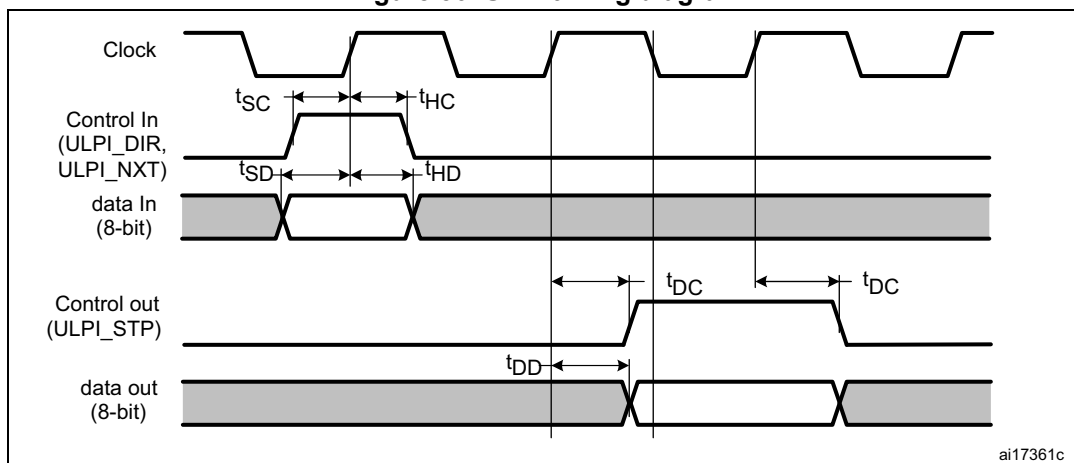 Clock
tSC
tHC
Control In
(ULPI_DIR,
ULPI_NXT)
tSD
tHD
data In
(8-bit)
tDC
tDC
Control out
(ULPI_STP)
tDD
data out
(8-bit)
ai17361c